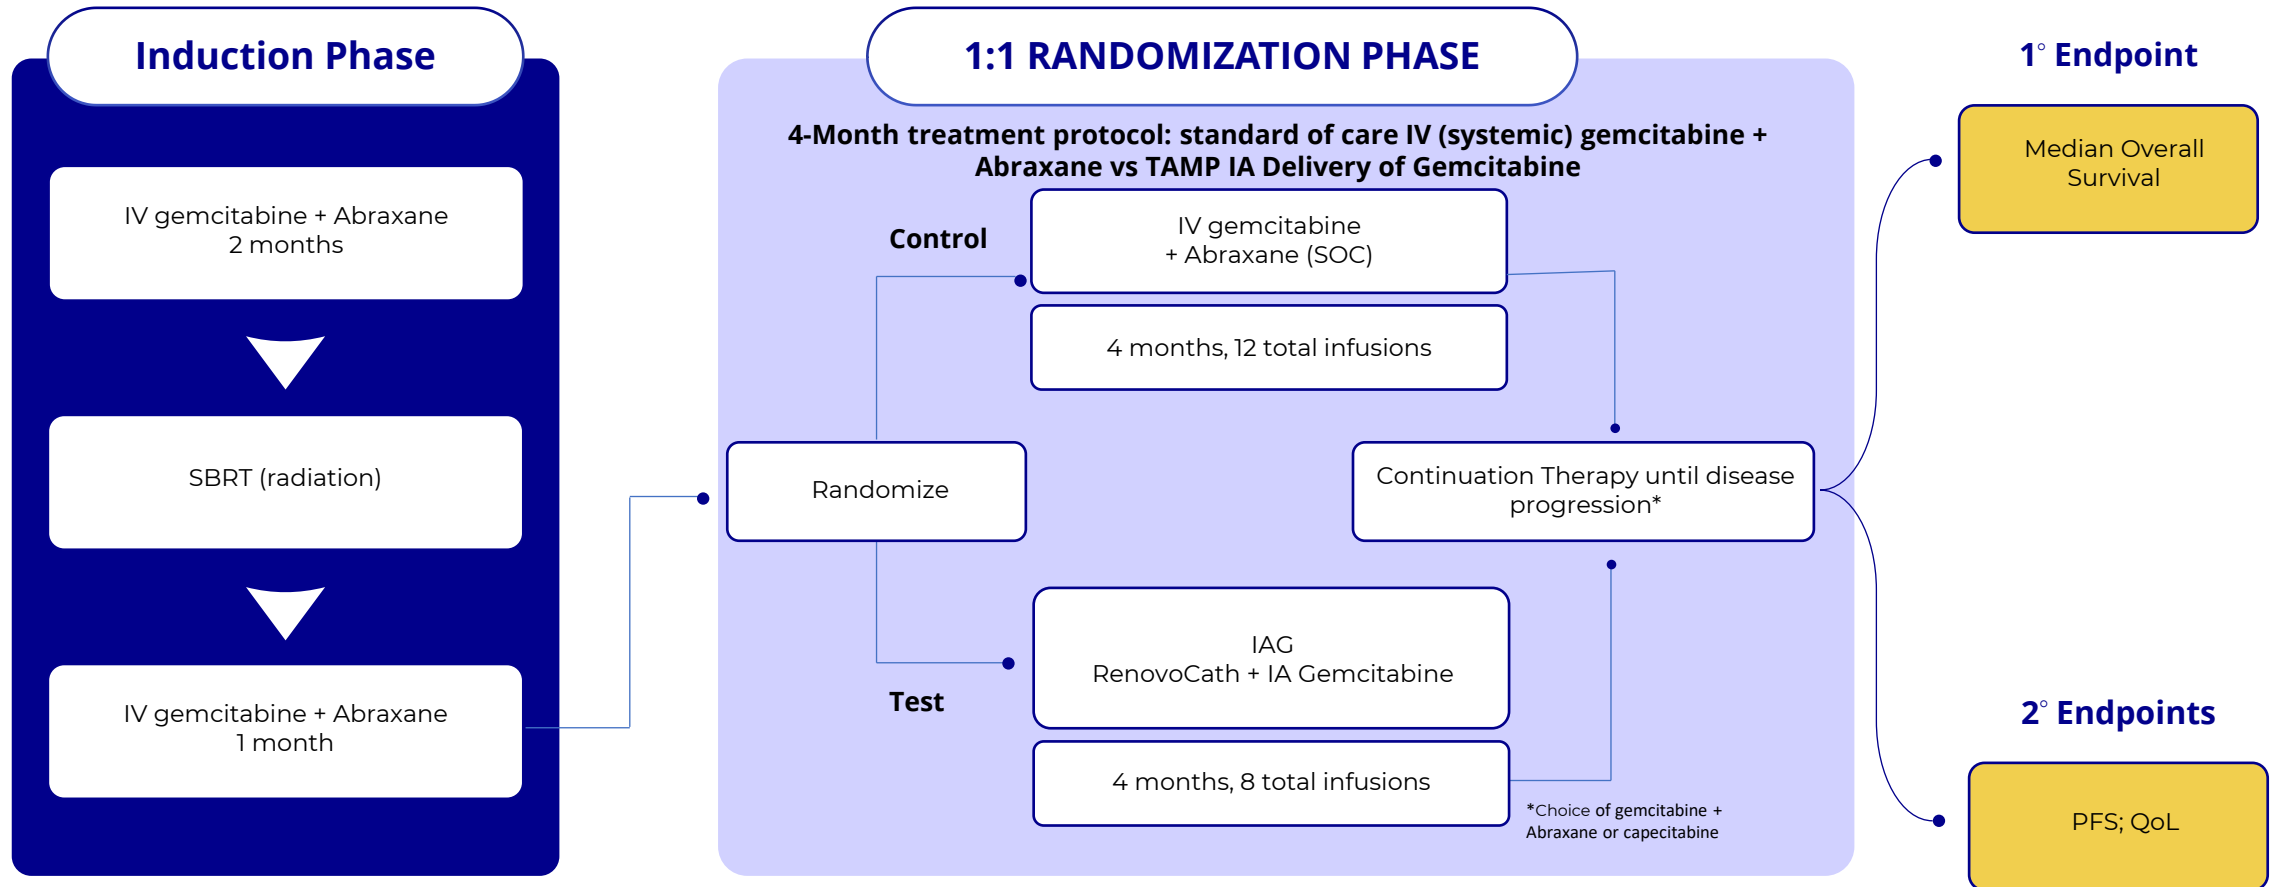 Induction Phase
IV gemcitabine + Abraxane
2 months
SBRT (radiation)
IV gemcitabine + Abraxane
1 month
1:1 RANDOMIZATION PHASE
4-Month treatment protocol: standard of care IV (systemic) gemcitabine +
Abraxane vs TAMP IA Delivery of Gemcitabine
Control
IV gemcitabine
+ Abraxane (SOC)
4 months, 12 total infusions
Randomize
Continuation Therapy until disease
progression*
IAG
RenovoCath + IA Gemcitabine
Test
4 months, 8 total infusions
*Choice of gemcitabine +
Abraxane or capecitabine
1° Endpoint
Median Overall
Survival
2° Endpoints
PFS; QoL